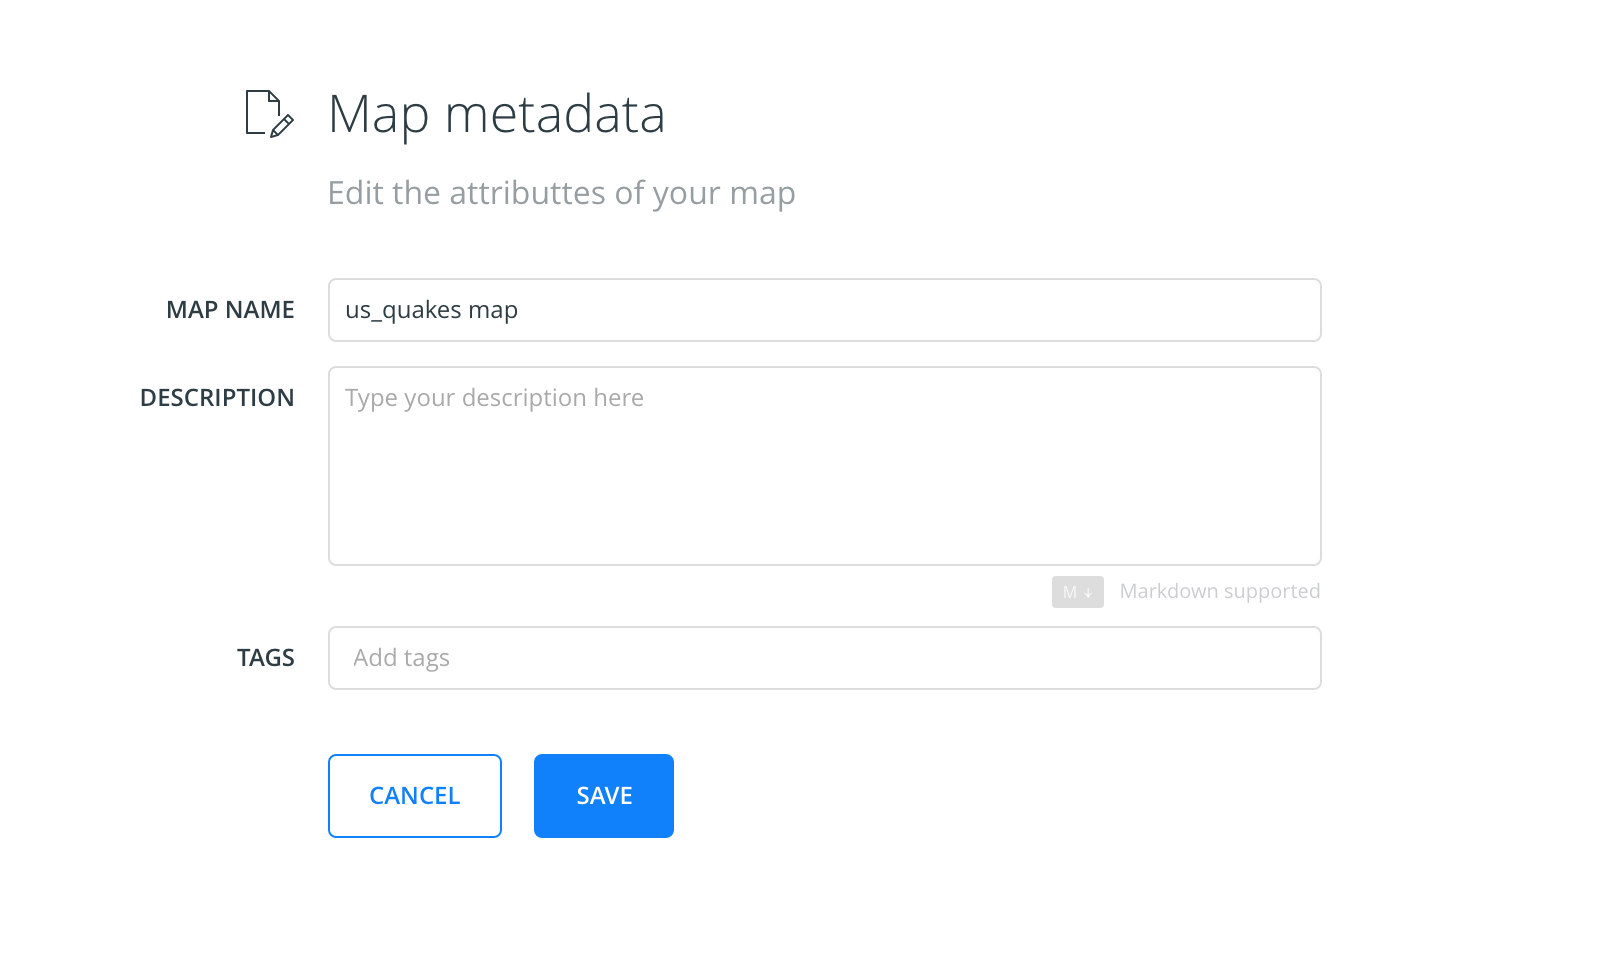 Map metadata
Edit the attributtes of your map
MAP NAME
us_quakes map
DESCRIPTION
Type your description here
M ↓ Markdown supported
TAGS
Add tags
CANCEL
SAVE